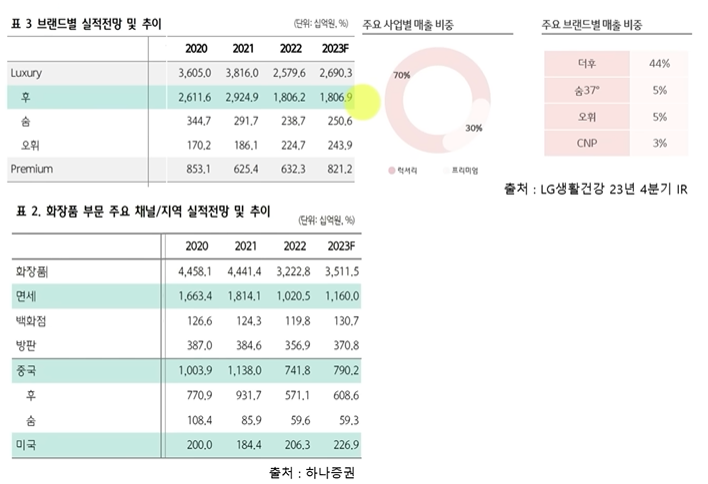 표 3 브랜드별 실적전망 및 추이
(단위: 십억원, %)
2020 2021 2022 2023F
Luxury 3,605.0 3,816.0 2,579.6 2,690.3
후 2,611.6 2,924.9 1,806.2 1,806.9
숨 344.7 291.7 238.7 250.6
오휘 170.2 186.1 224.7 243.9
Premium 853.1 625.4 632.3 821.2
주요 사업별 매출 비중
70%
30%
럭셔리 프리미엄
주요 브랜드별 매출 비중
더후 44%
숨37° 5%
오휘 5%
CNP 3%
출처 : LG생활건강 23년 4분기 IR
표 2. 화장품 부문 주요 채널/지역 실적전망 및 추이
(단위: 십억원, %)
2020 2021 2022 2023F
화장품 4,458.1 4,441.4 3,222.8 3,511.5
면세 1,663.4 1,814.1 1,020.5 1,160.0
백화점 126.6 124.3 119.8 130.7
방판 387.0 384.6 356.9 370.8
중국 1,003.9 1,138.0 741.8 790.2
후 770.9 931.7 571.1 608.6
숨 108.4 85.9 59.6 59.3
미국 200.0 184.4 206.3 226.9
출처 : 하나증권